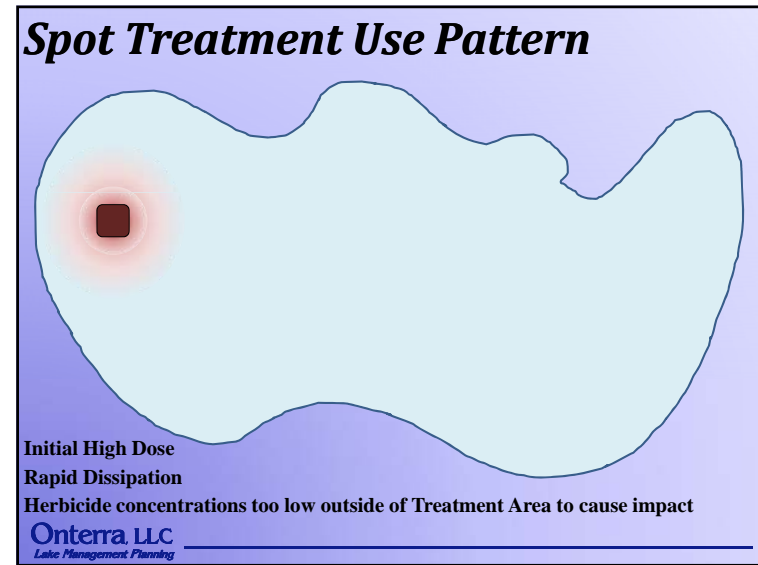 Spot Treatment Use Pattern
Initial High Dose
Rapid Dissipation
Herbicide concentrations too low outside of Treatment Area to cause impact
Onterra, LLC
Lake Management Planning